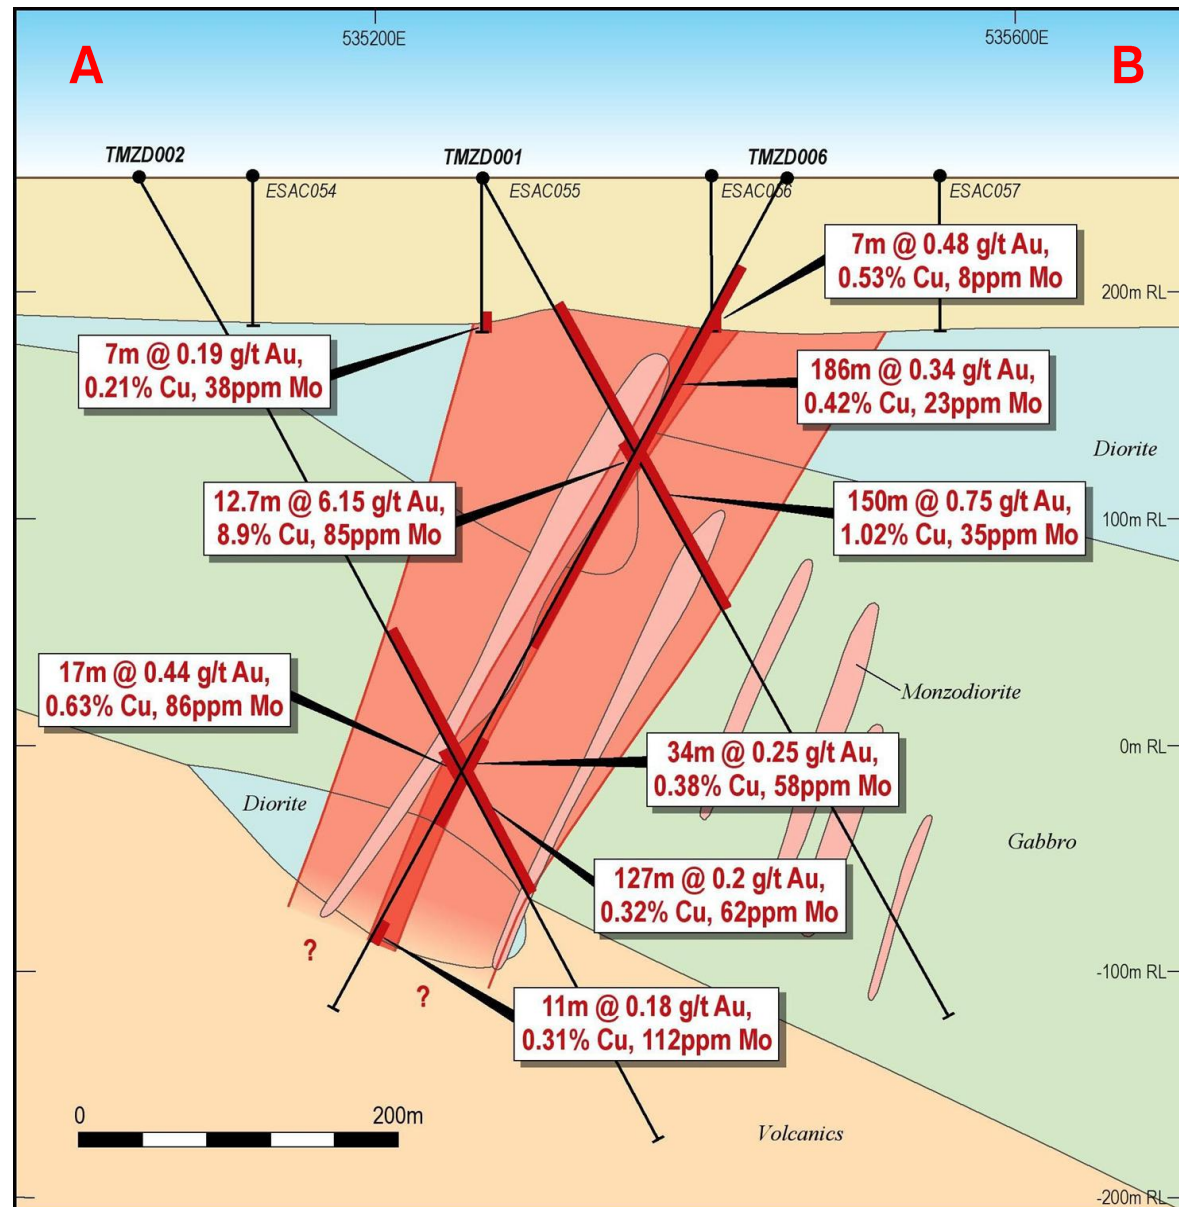 535200E
535600E
A
B
TMZD002
TMZD001
TMZD006
ESAC054
ESAC055
ESAC056
ESAC057
7m @ 0.48 g/t Au,
0.53% Cu, 8ppm Mo
200m RL
7m @ 0.19 g/t Au,
0.21% Cu, 38ppm Mo
186m @ 0.34 g/t Au,
0.42% Cu, 23ppm Mo
Diorite
12.7m @ 6.15 g/t Au,
8.9% Cu, 85ppm Mo
150m @ 0.75 g/t Au,
1.02% Cu, 35ppm Mo
100m RL
17m @ 0.44 g/t Au,
0.63% Cu, 86ppm Mo
Monzodiorite
34m @ 0.25 g/t Au,
0.38% Cu, 58ppm Mo
0m RL
Diorite
Gabbro
127m @ 0.2 g/t Au,
0.32% Cu, 62ppm Mo
?
?
-100m RL
11m @ 0.18 g/t Au,
0.31% Cu, 112ppm Mo
0
200m
Volcanics
-200m RL